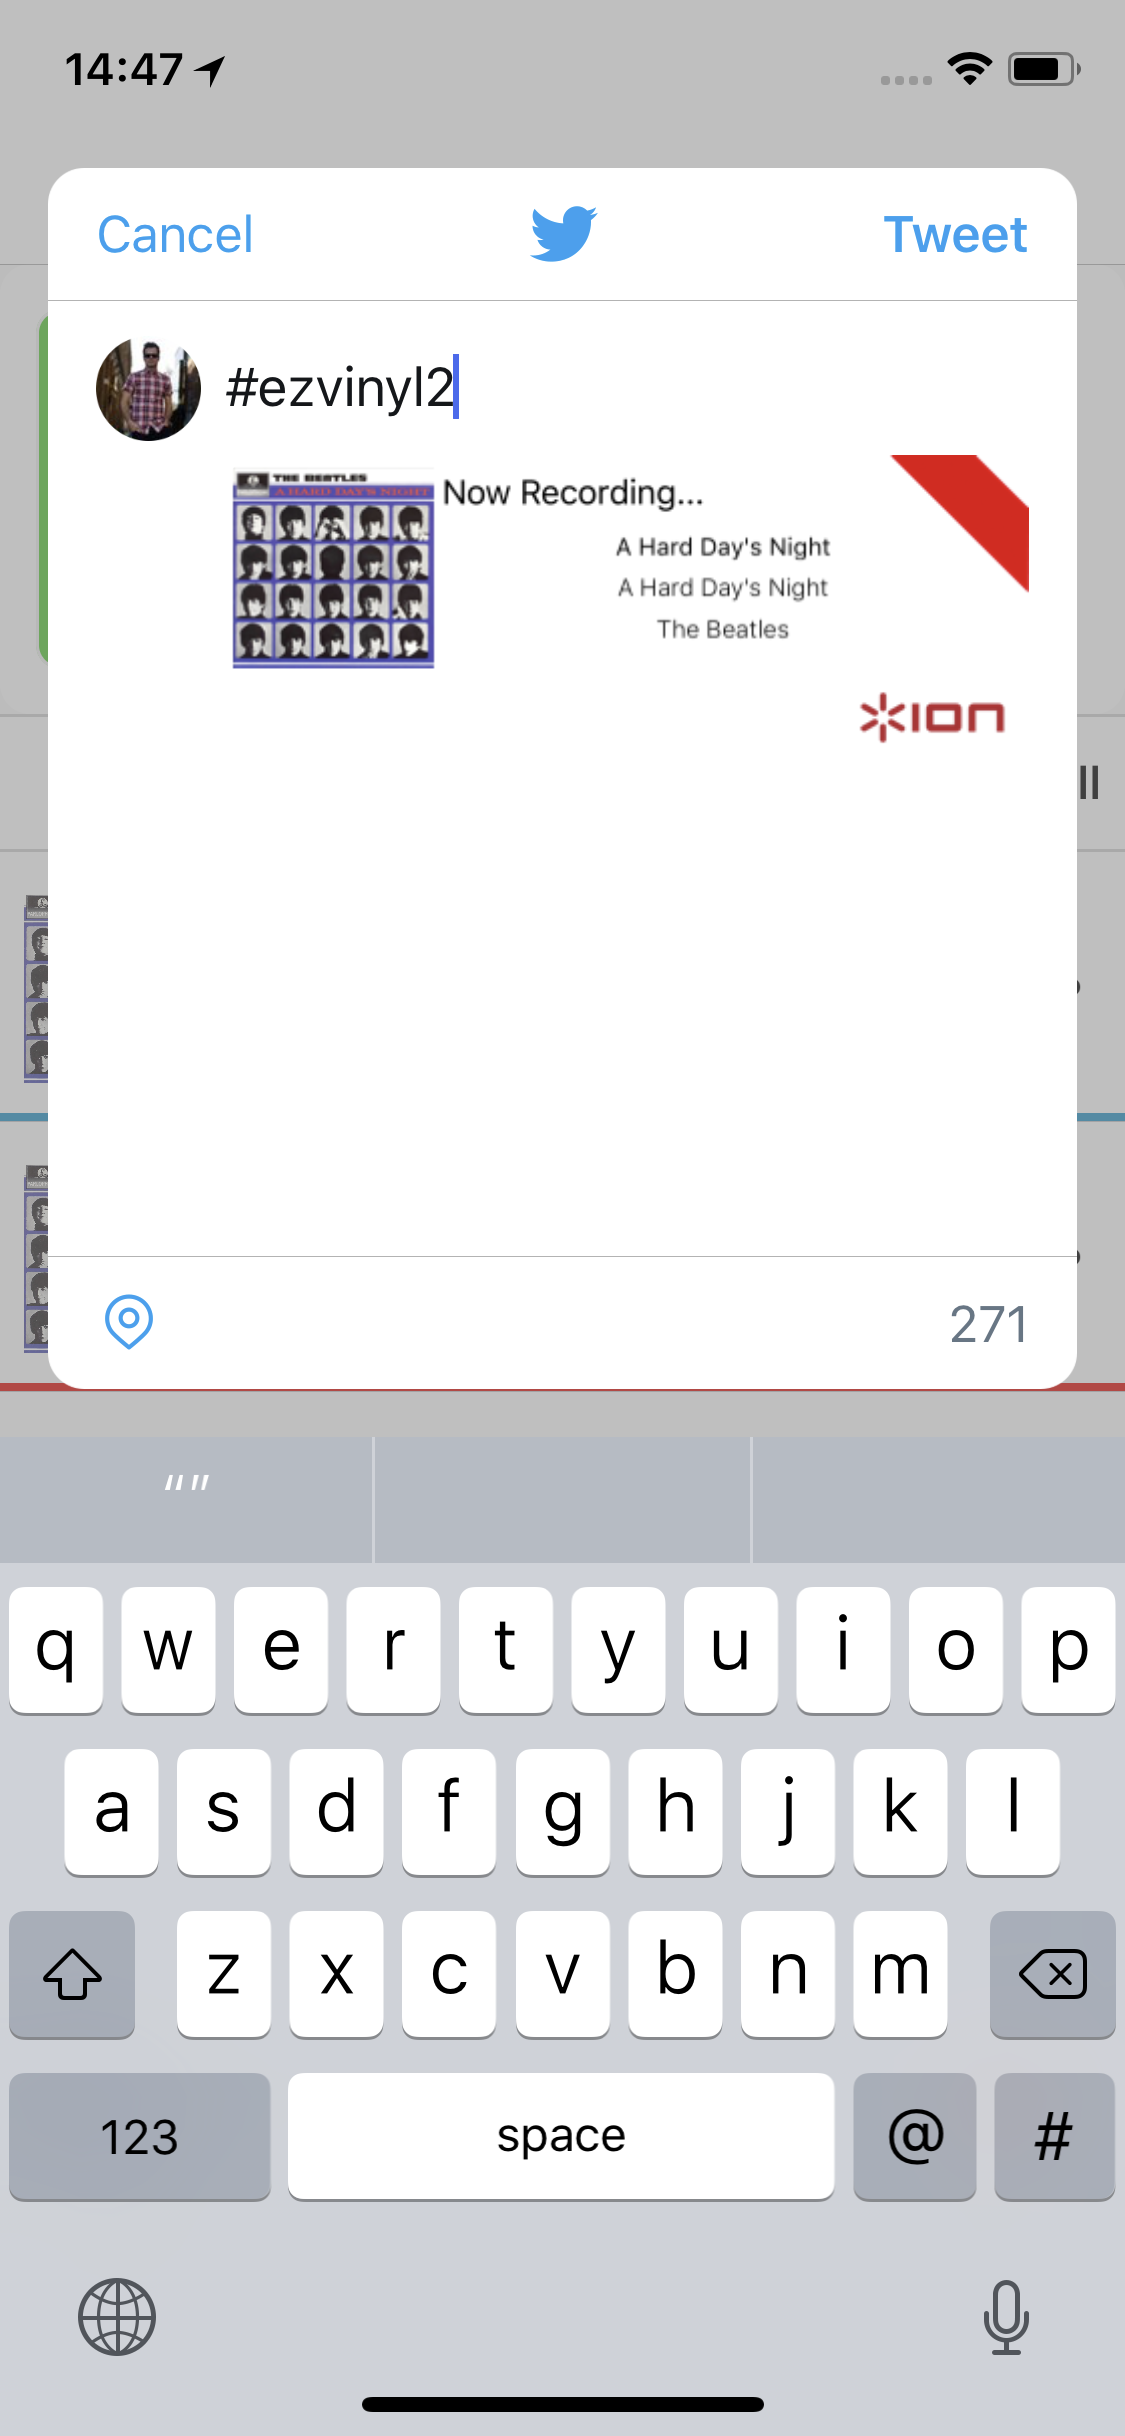 14:47
Cancel
Tweet
#ezvinyl2
THE BEATLES
A HARD DAY'S NIGHT
Now Recording...
A Hard Day's Night
A Hard Day's Night
The Beatles
ION
ll
271
“”
q w e r t y u i o p
a s d f g h j k l
z x c v b n m
123 space @ #